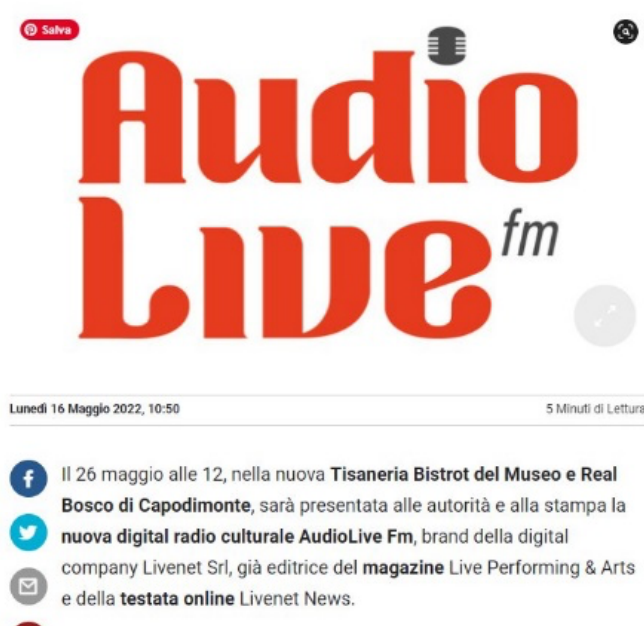 Salva
Audio
Live fm
Lunedì 16 Maggio 2022, 10:50
5 Minuti di Lettura
Il 26 maggio alle 12, nella nuova Tisaneria Bistrot del Museo e Real
Bosco di Capodimonte, sarà presentata alle autorità e alla stampa la
nuova digital radio culturale AudioLive Fm, brand della digital
company Livenet Srl, già editrice del magazine Live Performing & Arts
e della testata online Livenet News.